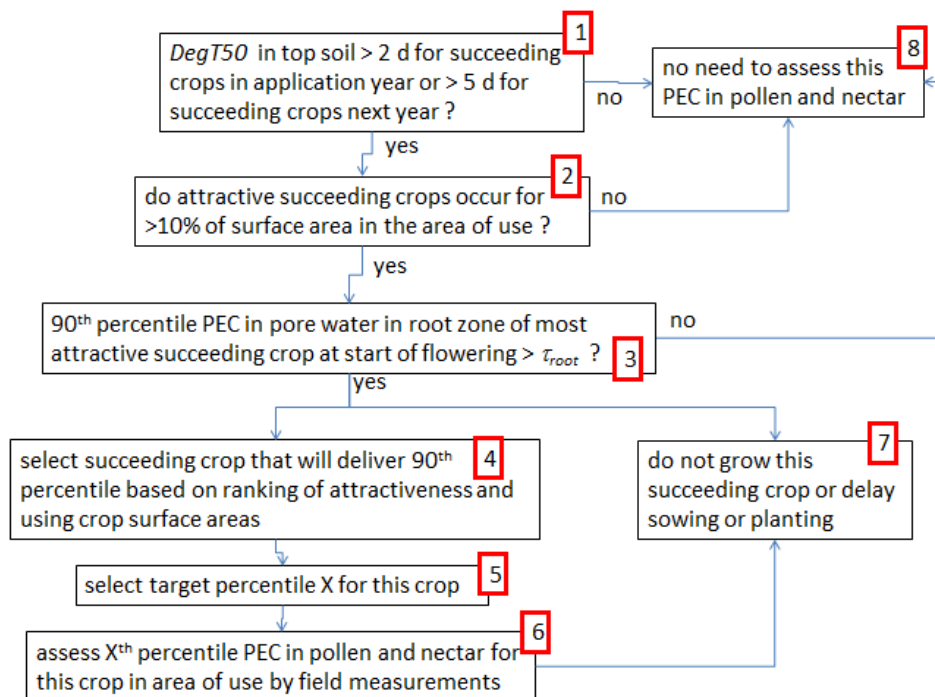 1
DegT50 in top soil > 2 d for succeeding
crops in application year or > 5 d for
succeeding crops next year ?
8
no need to assess this
PEC in pollen and nectar
no
yes
2
do attractive succeeding crops occur for
>10% of surface area in the area of use ?
no
yes
90th percentile PEC in pore water in root zone of most
attractive succeeding crop at start of flowering > τroot ?
3
no
yes
4
select succeeding crop that will deliver 90th
percentile based on ranking of attractiveness and
using crop surface areas
7
do not grow this
succeeding crop or delay
sowing or planting
5
select target percentile X for this crop
6
assess Xth percentile PEC in pollen and nectar for
this crop in area of use by field measurements